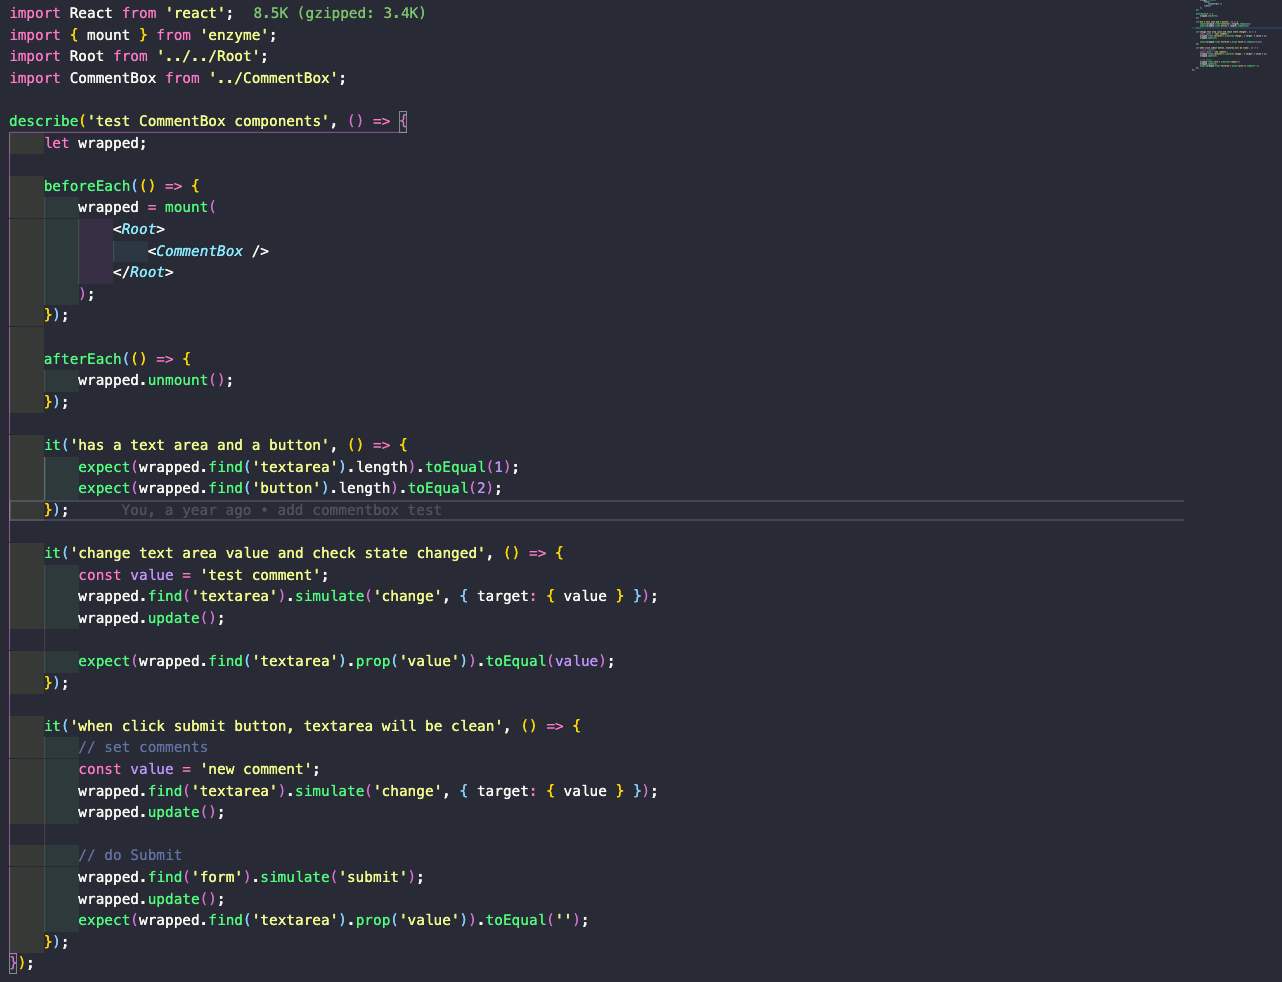 import React from 'react';  8.5K (gzipped: 3.4K)
import { mount } from 'enzyme';
import Root from '../../Root';
import CommentBox from '../CommentBox';

describe('test CommentBox components', () => {
    let wrapped;

    beforeEach(() => {
        wrapped = mount(
            <Root>
                <CommentBox />
            </Root>
        );
    });

    afterEach(() => {
        wrapped.unmount();
    });

    it('has a text area and a button', () => {
        expect(wrapped.find('textarea').length).toEqual(1);
        expect(wrapped.find('button').length).toEqual(2);
    });      You, a year ago • add commentbox test

    it('change text area value and check state changed', () => {
        const value = 'test comment';
        wrapped.find('textarea').simulate('change', { target: { value } });
        wrapped.update();

        expect(wrapped.find('textarea').prop('value')).toEqual(value);
    });

    it('when click submit button, textarea will be clean', () => {
        // set comments
        const value = 'new comment';
        wrapped.find('textarea').simulate('change', { target: { value } });
        wrapped.update();

        // do Submit
        wrapped.find('form').simulate('submit');
        wrapped.update();
        expect(wrapped.find('textarea').prop('value')).toEqual('');
    });
});